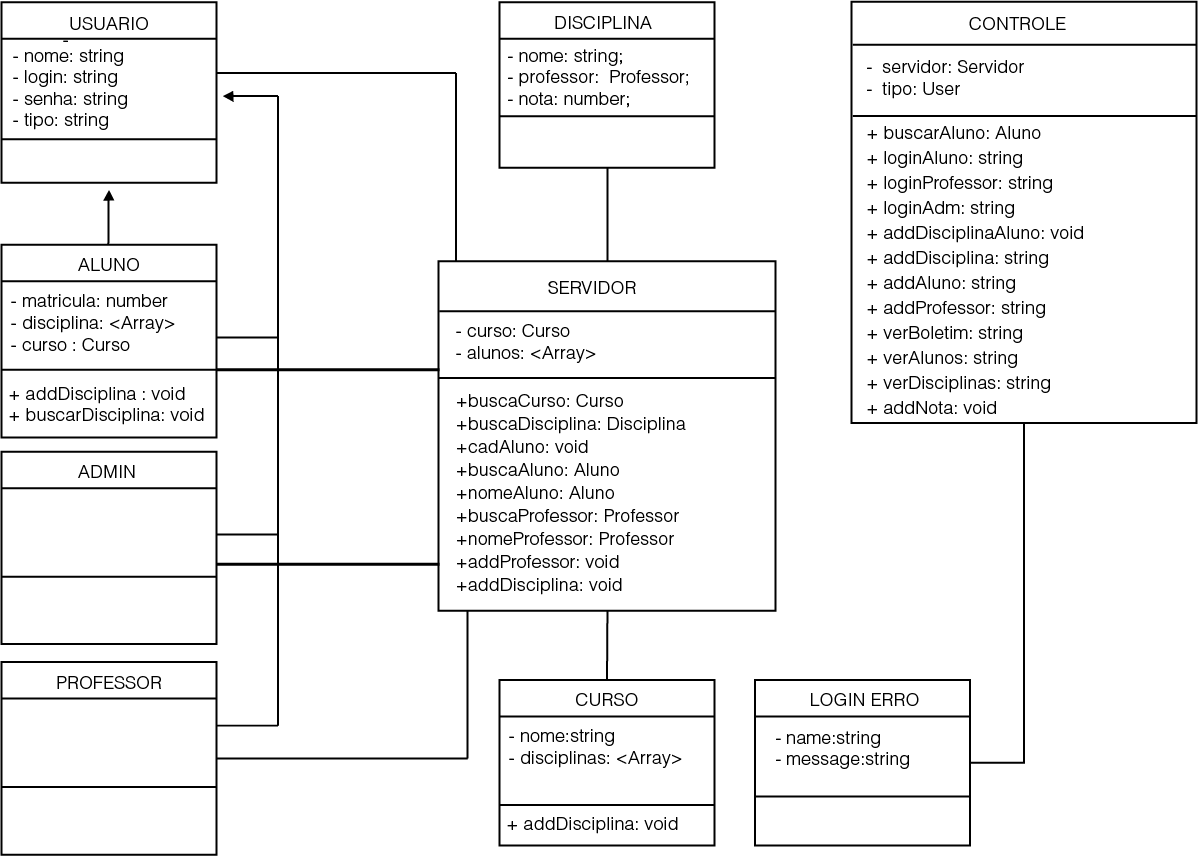 USUARIO
-
- nome: string
- login: string
- senha: string
- tipo: string
DISCIPLINA
- nome: string;
- professor:  Professor;
- nota: number;
CONTROLE
-  servidor: Servidor
-  tipo: User
+ buscarAluno: Aluno
+ loginAluno: string
+ loginProfessor: string
+ loginAdm: string
+ addDisciplinaAluno: void
+ addDisciplina: string
+ addAluno: string
+ addProfessor: string
+ verBoletim: string
+ verAlunos: string
+ verDisciplinas: string
+ addNota: void
ALUNO
- matricula: number
- disciplina: <Array>
- curso : Curso
+ addDisciplina : void
+ buscarDisciplina: void
SERVIDOR
- curso: Curso
- alunos: <Array>
+buscaCurso: Curso
+buscaDisciplina: Disciplina
+cadAluno: void
+buscaAluno: Aluno
+nomeAluno: Aluno
+buscaProfessor: Professor
+nomeProfessor: Professor
+addProfessor: void
+addDisciplina: void
ADMIN
PROFESSOR
CURSO
- nome:string
- disciplinas: <Array>
+ addDisciplina: void
LOGIN ERRO
- name:string
- message:string